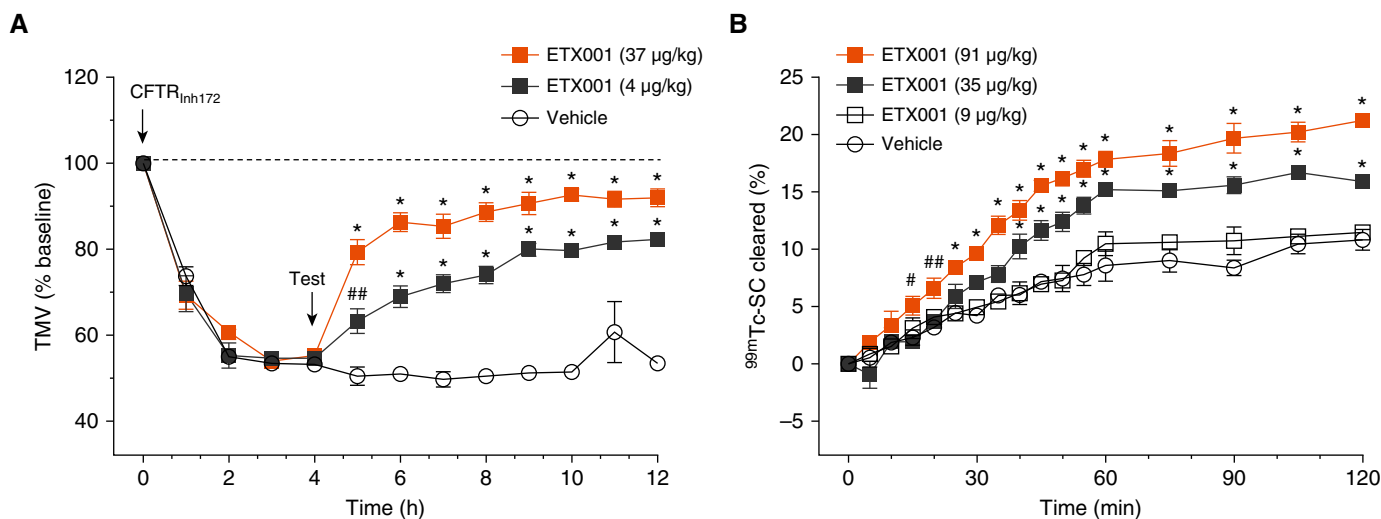 A
ETX001 (37 µg/kg)
ETX001 (4 µg/kg)
Vehicle
120
100
80
60
40
TMV (% baseline)
CFTRInh172
Test
* * * * * * * *
## * * * * * * *
0 2 4 6 8 10 12
Time (h)
B
ETX001 (91 µg/kg)
ETX001 (35 µg/kg)
ETX001 (9 µg/kg)
Vehicle
25
20
15
10
5
0
–5
99mTc-SC cleared (%)
# ## * * * * * * * * * * * *
* * * * * * * * *
0 30 60 90 120
Time (min)